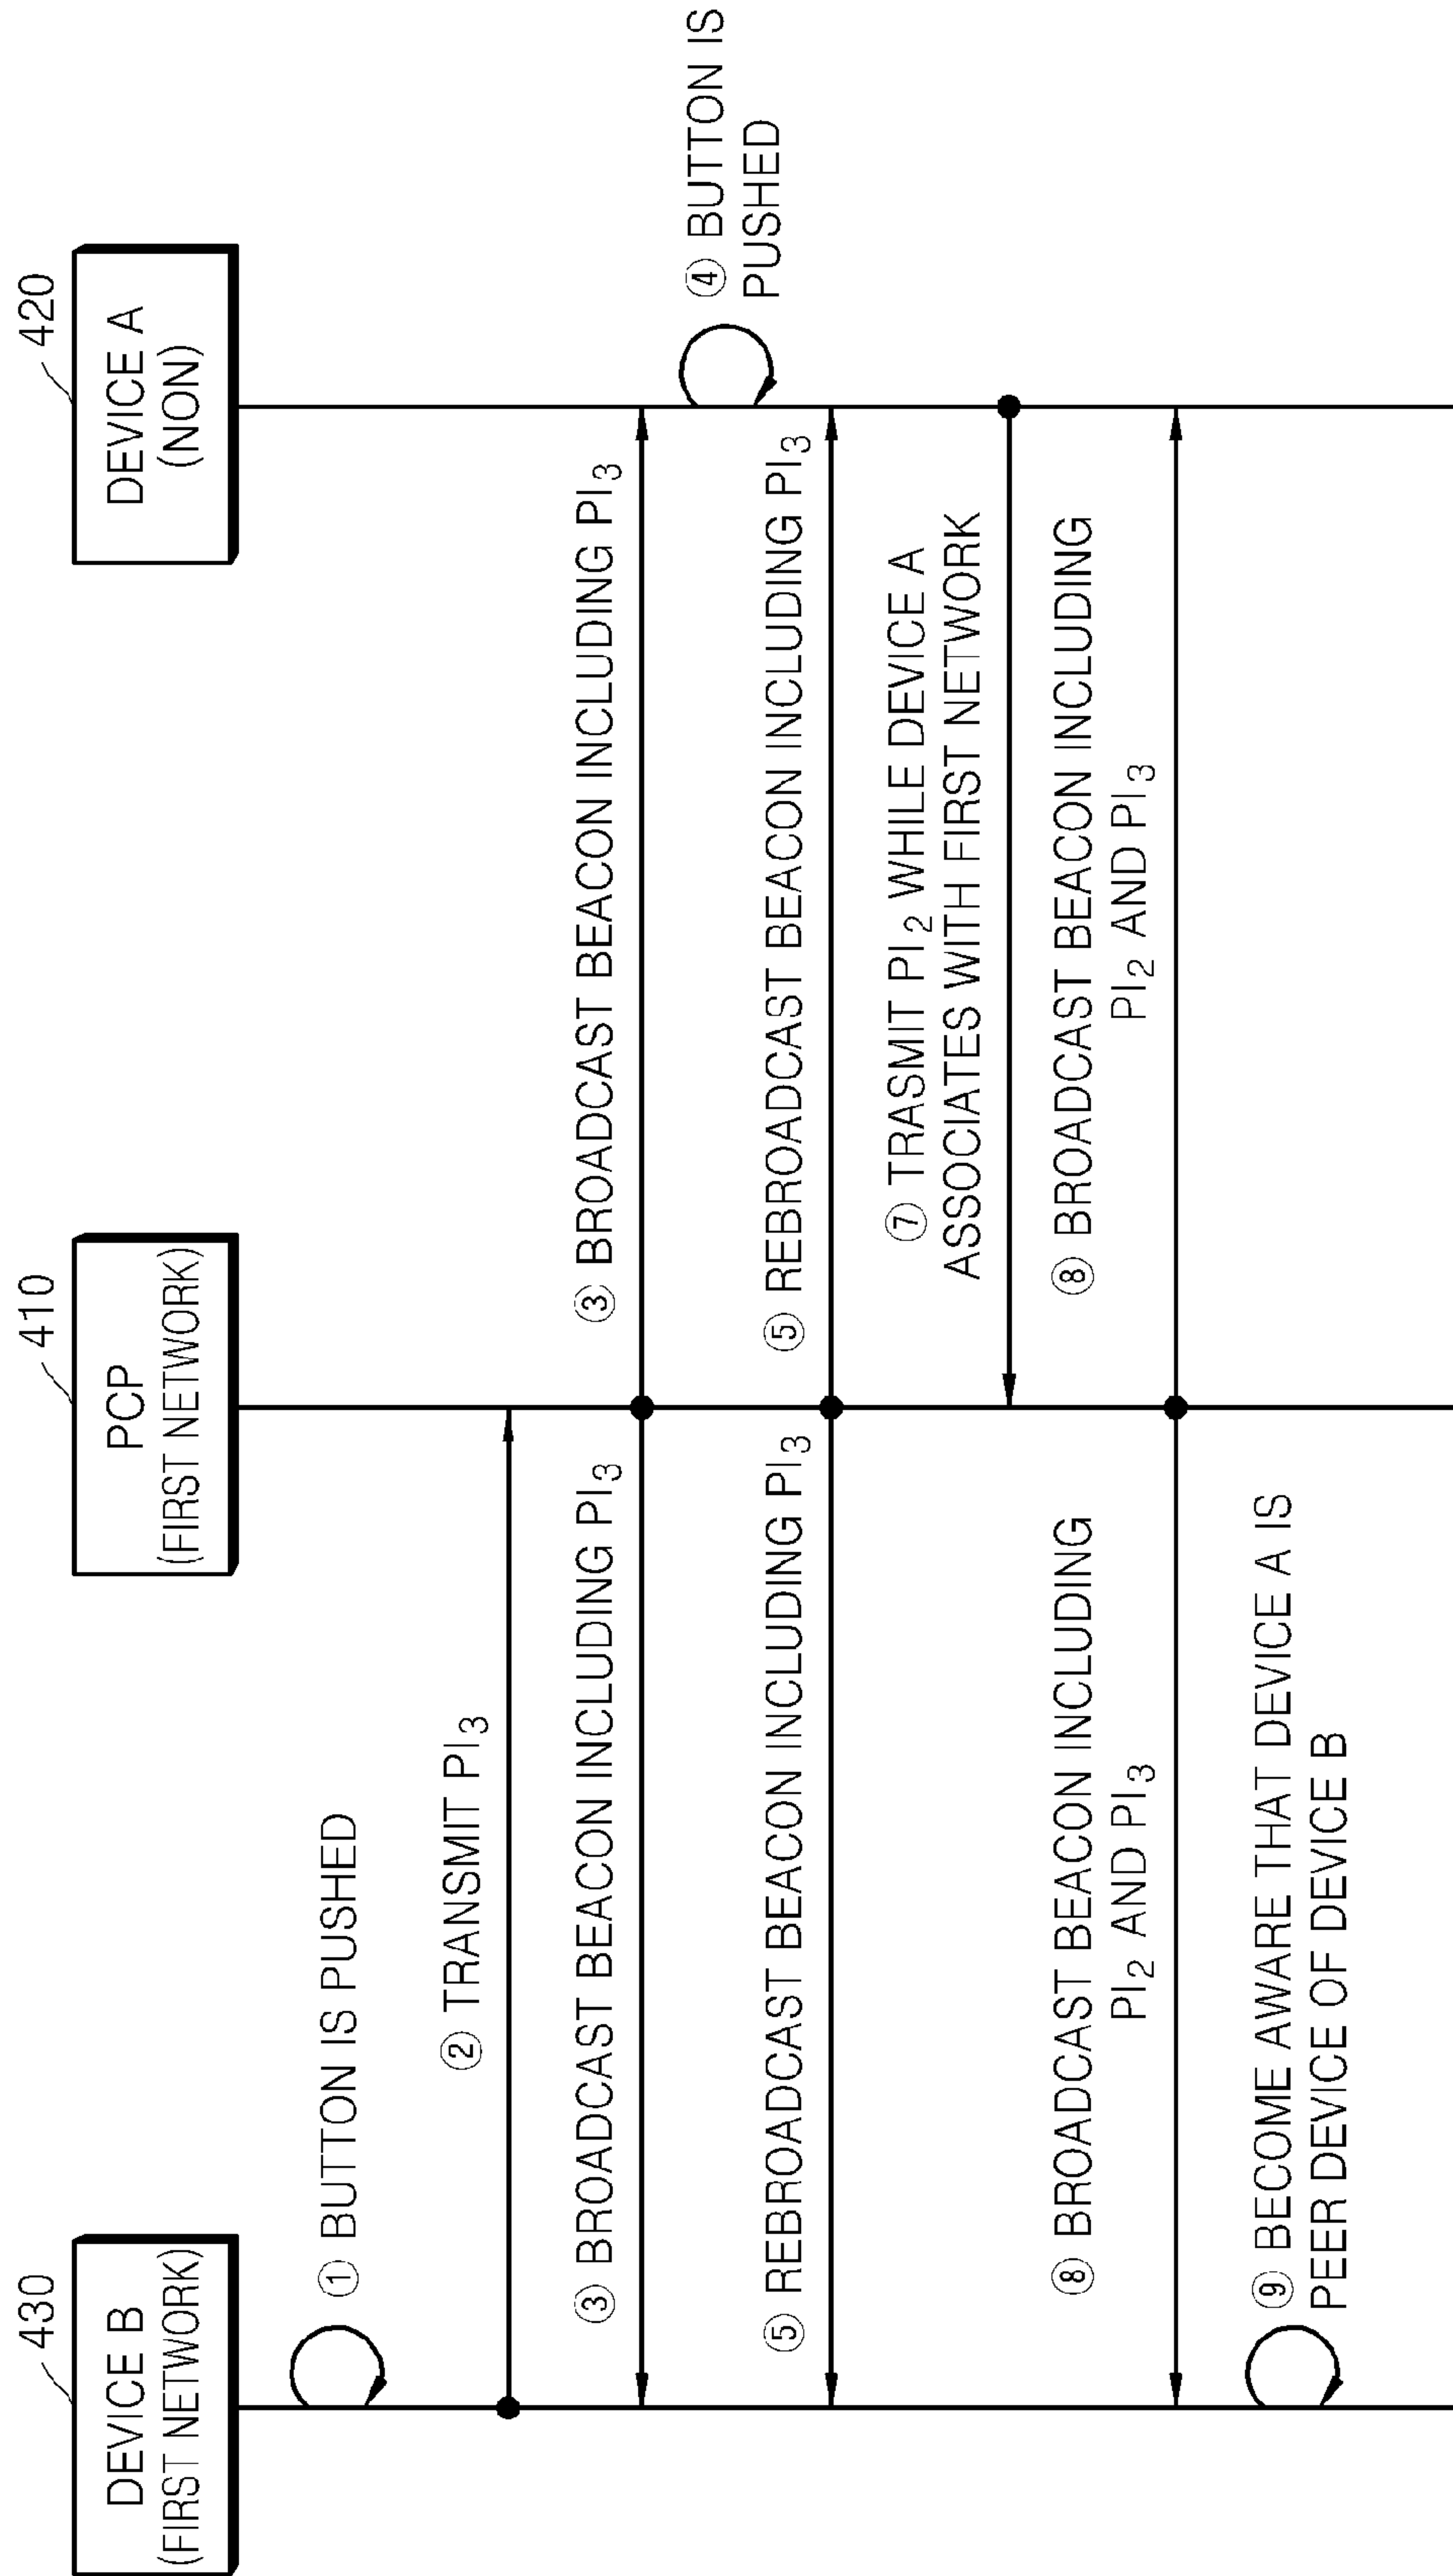 430
DEVICE B
(FIRST NETWORK)
410
PCP
(FIRST NETWORK)
420
DEVICE A
(NON)
① BUTTON IS PUSHED
② TRANSMIT PI₃
③ BROADCAST BEACON INCLUDING PI₃
③ BROADCAST BEACON INCLUDING PI₃
④ BUTTON IS
PUSHED
⑤ REBROADCAST BEACON INCLUDING PI₃
⑤ REBROADCAST BEACON INCLUDING PI₃
⑦ TRASMIT PI₂ WHILE DEVICE A
ASSOCIATES WITH FIRST NETWORK
⑧ BROADCAST BEACON INCLUDING
PI₂ AND PI₃
⑧ BROADCAST BEACON INCLUDING
PI₂ AND PI₃
⑨ BECOME AWARE THAT DEVICE A IS
PEER DEVICE OF DEVICE B